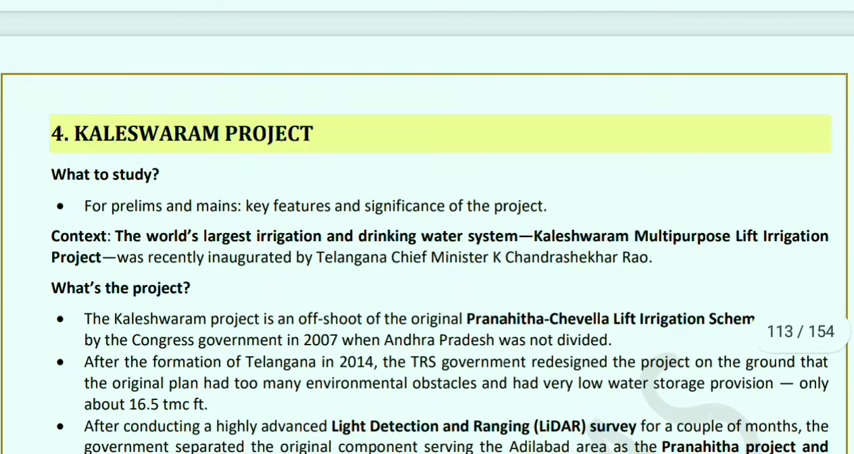 4. KALESWARAM PROJECT
What to study?
• For prelims and mains: key features and significance of the project.
Context: The world's largest irrigation and drinking water system—Kaleshwaram Multipurpose Lift Irrigation
Project—was recently inaugurated by Telangana Chief Minister K Chandrashekhar Rao.
What's the project?
• The Kaleshwaram project is an off-shoot of the original Pranahitha-Chevella Lift Irrigation Schem
113 / 154
by the Congress government in 2007 when Andhra Pradesh was not divided.
• After the formation of Telangana in 2014, the TRS government redesigned the project on the ground that
the original plan had too many environmental obstacles and had very low water storage provision — only
about 16.5 tmc ft.
• After conducting a highly advanced Light Detection and Ranging (LiDAR) survey for a couple of months, the
government separated the original component serving the Adilabad area as the Pranahitha project and